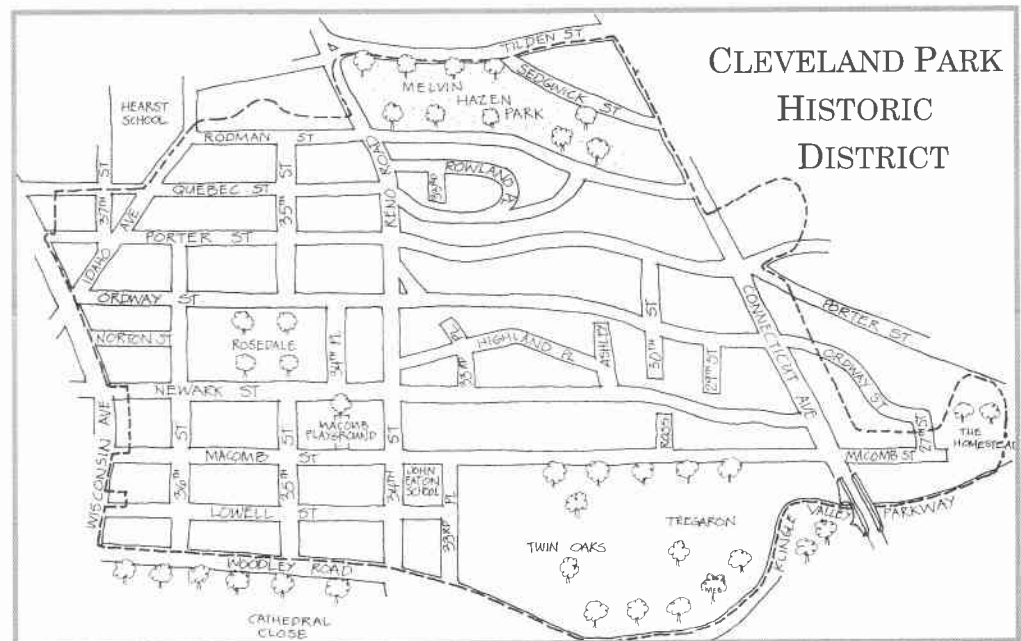 CLEVELAND PARK
HISTORIC
DISTRICT
TILDEN ST
SEDGWICK ST
MELVIN
HAZEN
PARK
HEARST
SCHOOL
RODMAN ST
ROWLAND PL
33RD
RENO ROAD
QUEBEC ST
37TH ST
35TH ST
IDAHO AVE
PORTER ST
ORDWAY ST
NORTON ST
ROSEDALE
34TH PL
33RD
PL
HIGHLAND PL
ASHLEY
30TH ST
29TH ST
CONNECTICUT AVE
PORTER ST
ORDWAY ST
27TH ST
THE
HOMESTEAD
NEWARK ST
WISCONSIN AVE
36TH ST
35TH ST
MACOMB
PLAYGROUND
34TH ST
ROSS
MACOMB ST
MACOMB ST
JOHN
EATON
SCHOOL
33RD PL
LOWELL ST
WOODLEY ROAD
TWIN OAKS
TREGARON
KLINGLE VALLEY PARKWAY
CATHEDRAL
CLOSE